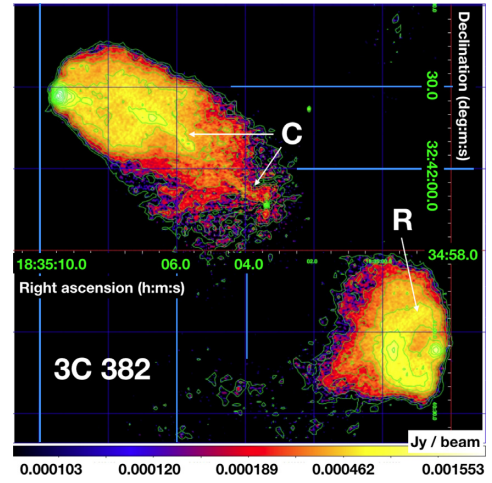 Declination (deg:m:s)
30.0
C
32:42:00.0
R
18:35:10.0 06.0 04.0 34:58.0
Right ascension (h:m:s)
3C 382
Jy / beam
0.000103 0.000120 0.000189 0.000462 0.001553